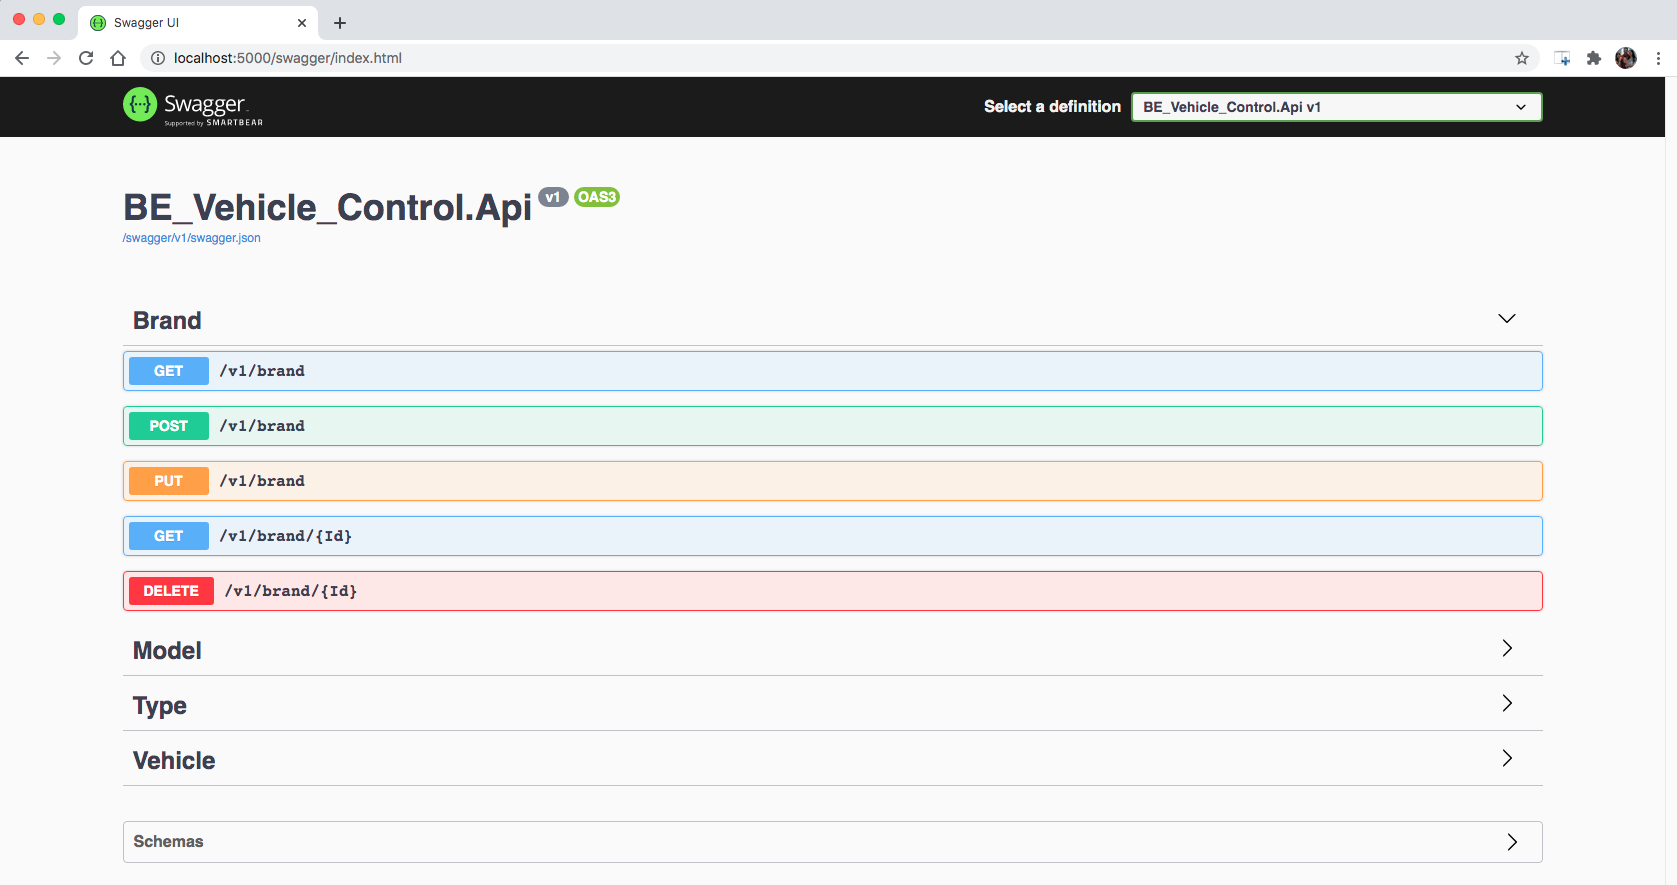 Swagger UI
localhost:5000/swagger/index.html
Swagger
Supported by SMARTBEAR
Select a definition
BE_Vehicle_Control.Api v1
BE_Vehicle_Control.Api v1 OAS3
/swagger/v1/swagger.json
Brand
GET /v1/brand
POST /v1/brand
PUT /v1/brand
GET /v1/brand/{Id}
DELETE /v1/brand/{Id}
Model
Type
Vehicle
Schemas